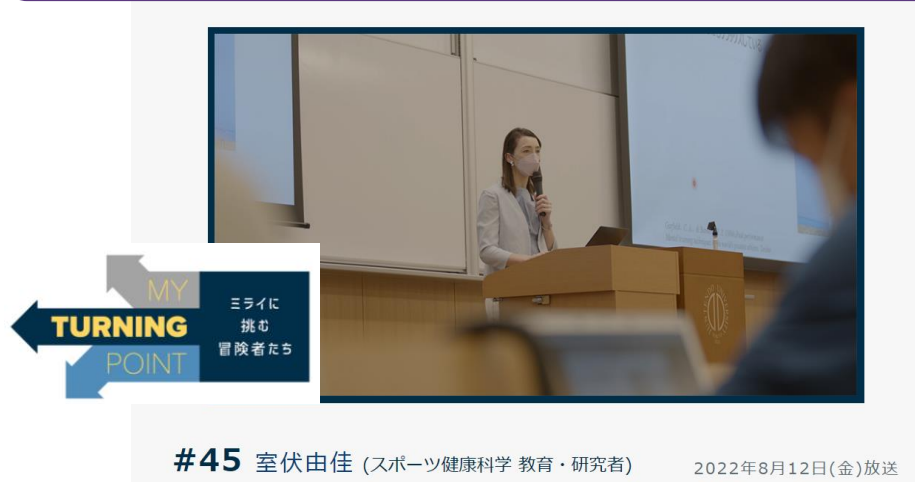 MY
TURNING
POINT
ミライに
挑む
冒険者たち
#45 室伏由佳 (スポーツ健康科学 教育・研究者)
2022年8月12日(金)放送